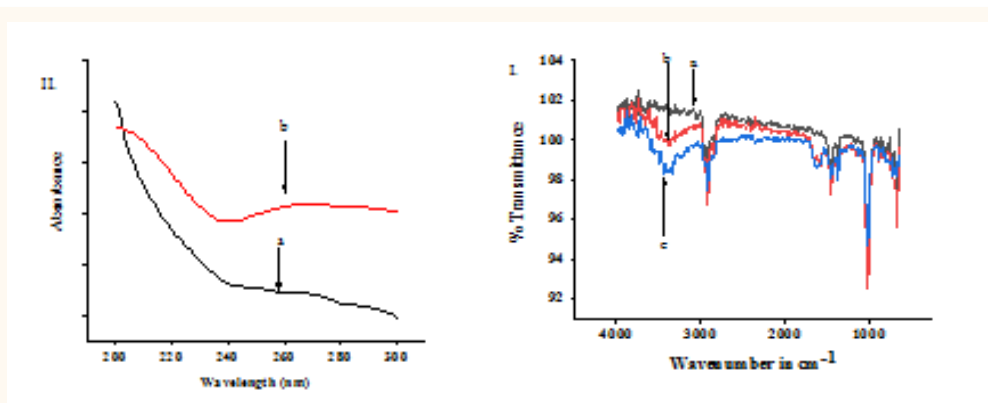 II.
b
a
Absorbance
200 220 240 260 280 300
Wavelength (nm)
I.
104
102
100
98
96
94
92
b
a
c
% Transmittance
4000 3000 2000 1000
Wavenumber in cm⁻¹